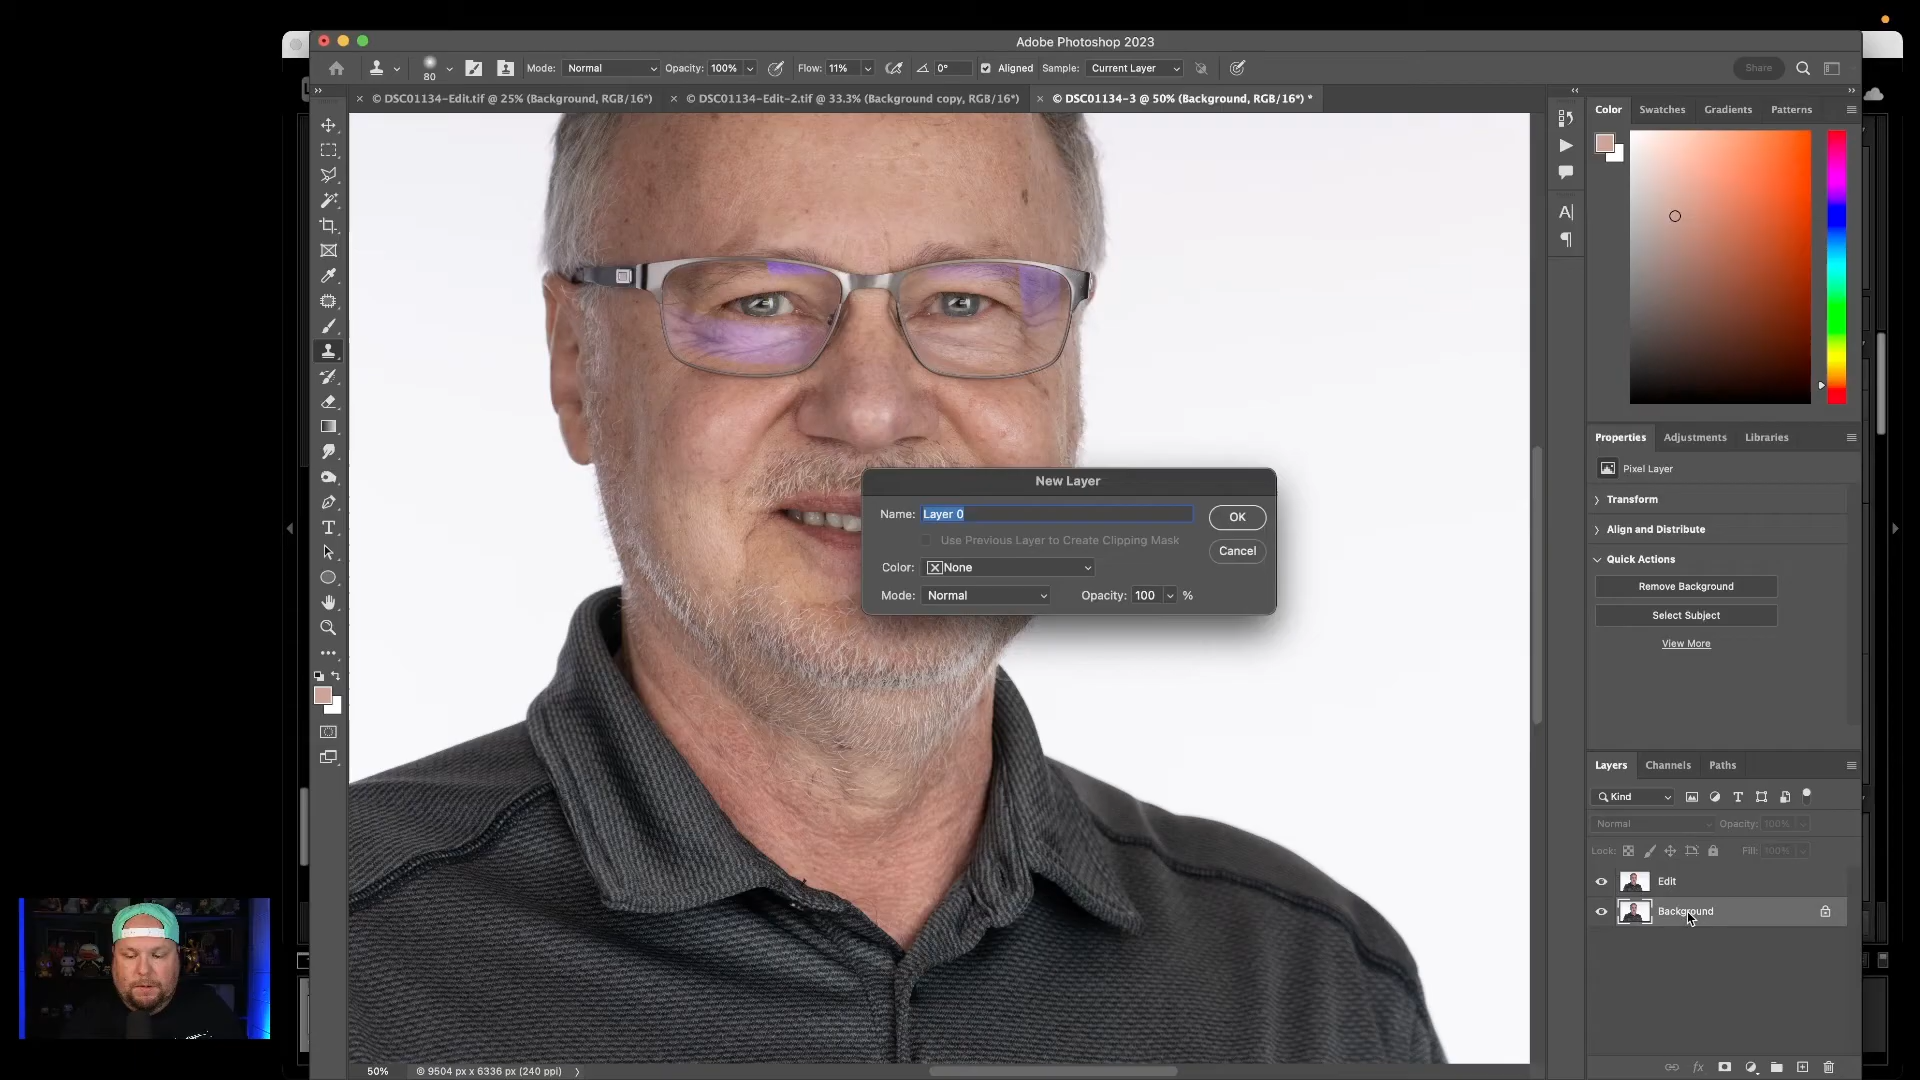 Adobe Photoshop 2023
80
Mode: Normal
Opacity: 100%
Flow: 11%
0°
Aligned
Sample: Current Layer
Share
© DSC01134-Edit.tif @ 25% (Background, RGB/16*)
© DSC01134-Edit-2.tif @ 33.3% (Background copy, RGB/16*)
© DSC01134-3 @ 50% (Background, RGB/16*) *
Color
Swatches
Gradients
Patterns
New Layer
Name: Layer 0
OK
Use Previous Layer to Create Clipping Mask
Cancel
Color: None
Mode: Normal
Opacity: 100 %
Properties
Adjustments
Libraries
Pixel Layer
Transform
Align and Distribute
Quick Actions
Remove Background
Select Subject
View More
Layers
Channels
Paths
Kind
Normal
Opacity: 100%
Lock:
Fill: 100%
Edit
Background
50%
© 9504 px x 6336 px (240 ppi)